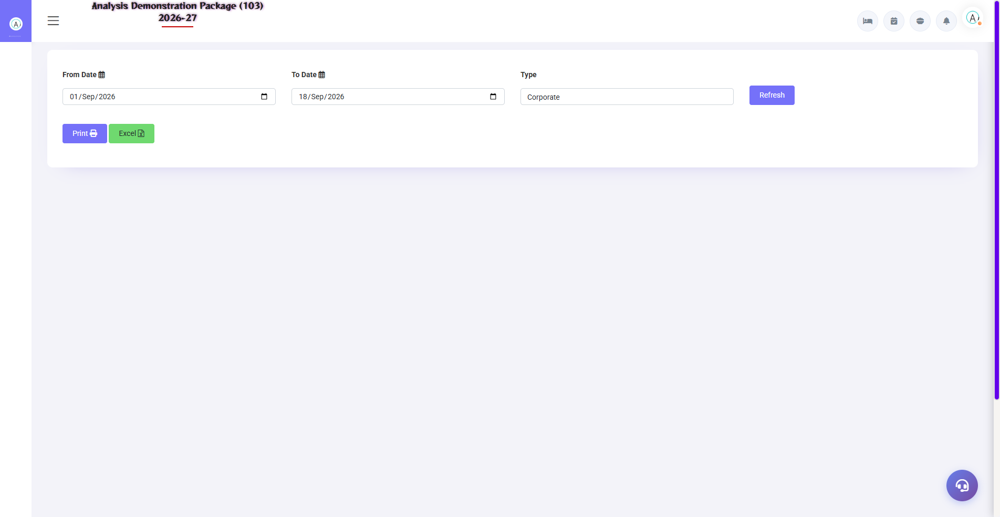 Analysis Demonstration Package (103)
2026-27
From Date
To Date
Type
01/Sep/2026
18/Sep/2026
Corporate
Refresh
Print
Excel